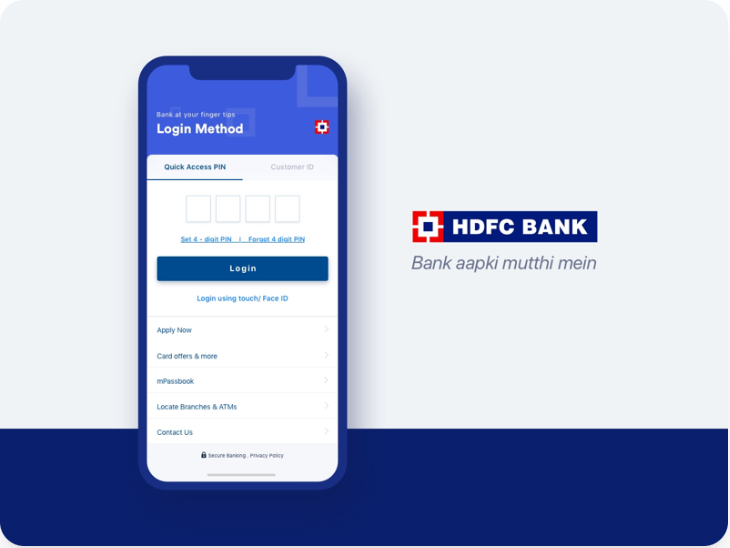 Bank at your finger tips
Login Method
Quick Access PIN Customer ID
Set 4 - digit PIN | Forgot 4 digit PIN
Login
Login using touch/ Face ID
Apply Now
Card offers & more
mPassbook
Locate Branches & ATMs
Contact Us
Secure Banking . Privacy Policy
HDFC BANK
Bank aapki mutthi mein